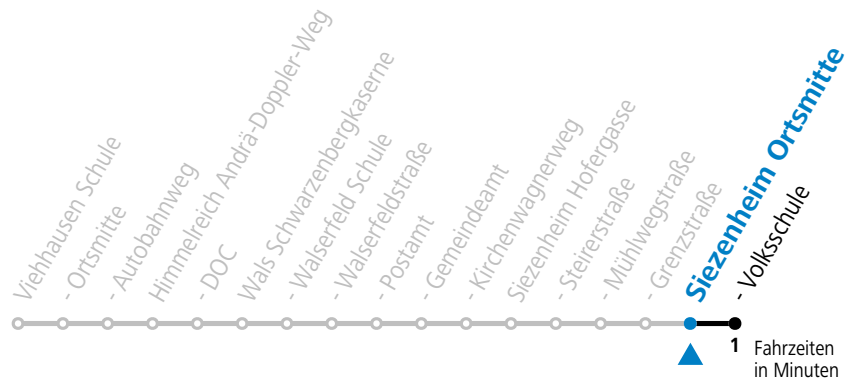 Viehhausen Schule
- Ortsmitte
- Autobahnweg
Himmelreich Andrä-Doppler-Weg
- DOC
Wals Schwarzenbergkaserne
- Walserfeld Schule
- Walserfeldstraße
- Postamt
- Gemeindeamt
- Kirchenwagnerweg
Siezenheim Hofergasse
- Steirerstraße
- Mühlwegstraße
- Grenzstraße
Siezenheim Ortsmitte
- Volksschule
1 Fahrzeiten
in Minuten